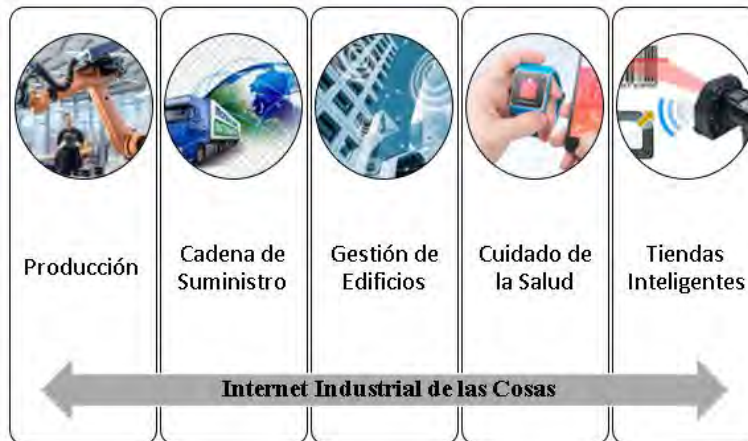 Producción
Cadena de
Suministro
Gestión de
Edificios
Cuidado de
la Salud
Tiendas
Inteligentes
Internet Industrial de las Cosas